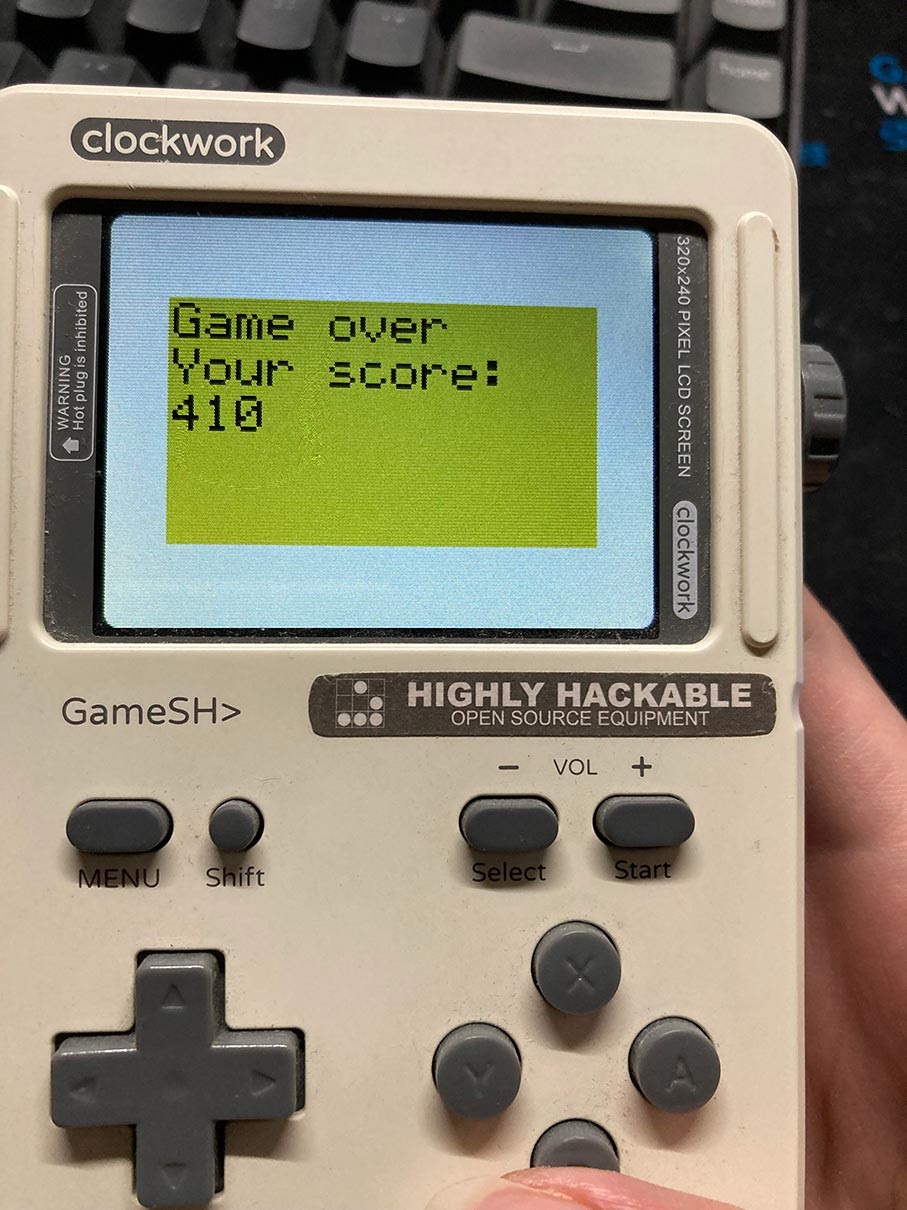 home
clockwork
WARNING
Hot plug is inhibited
Game over
Your score:
410
320x240 PIXEL LCD SCREEN
clockwork
GameSH>
HIGHLY HACKABLE
OPEN SOURCE EQUIPMENT
- VOL +
MENU
Shift
Select
Start
X
Y
A